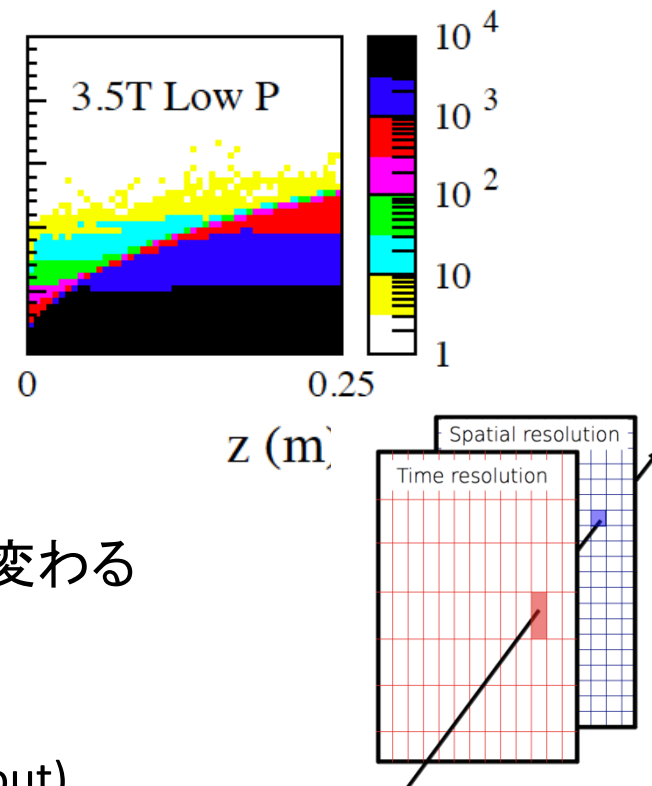 3.5T Low P
10 4
10 3
10 2
10
1
0 0.25
z (m)
Spatial resolution
Time resolution
変わる
out)